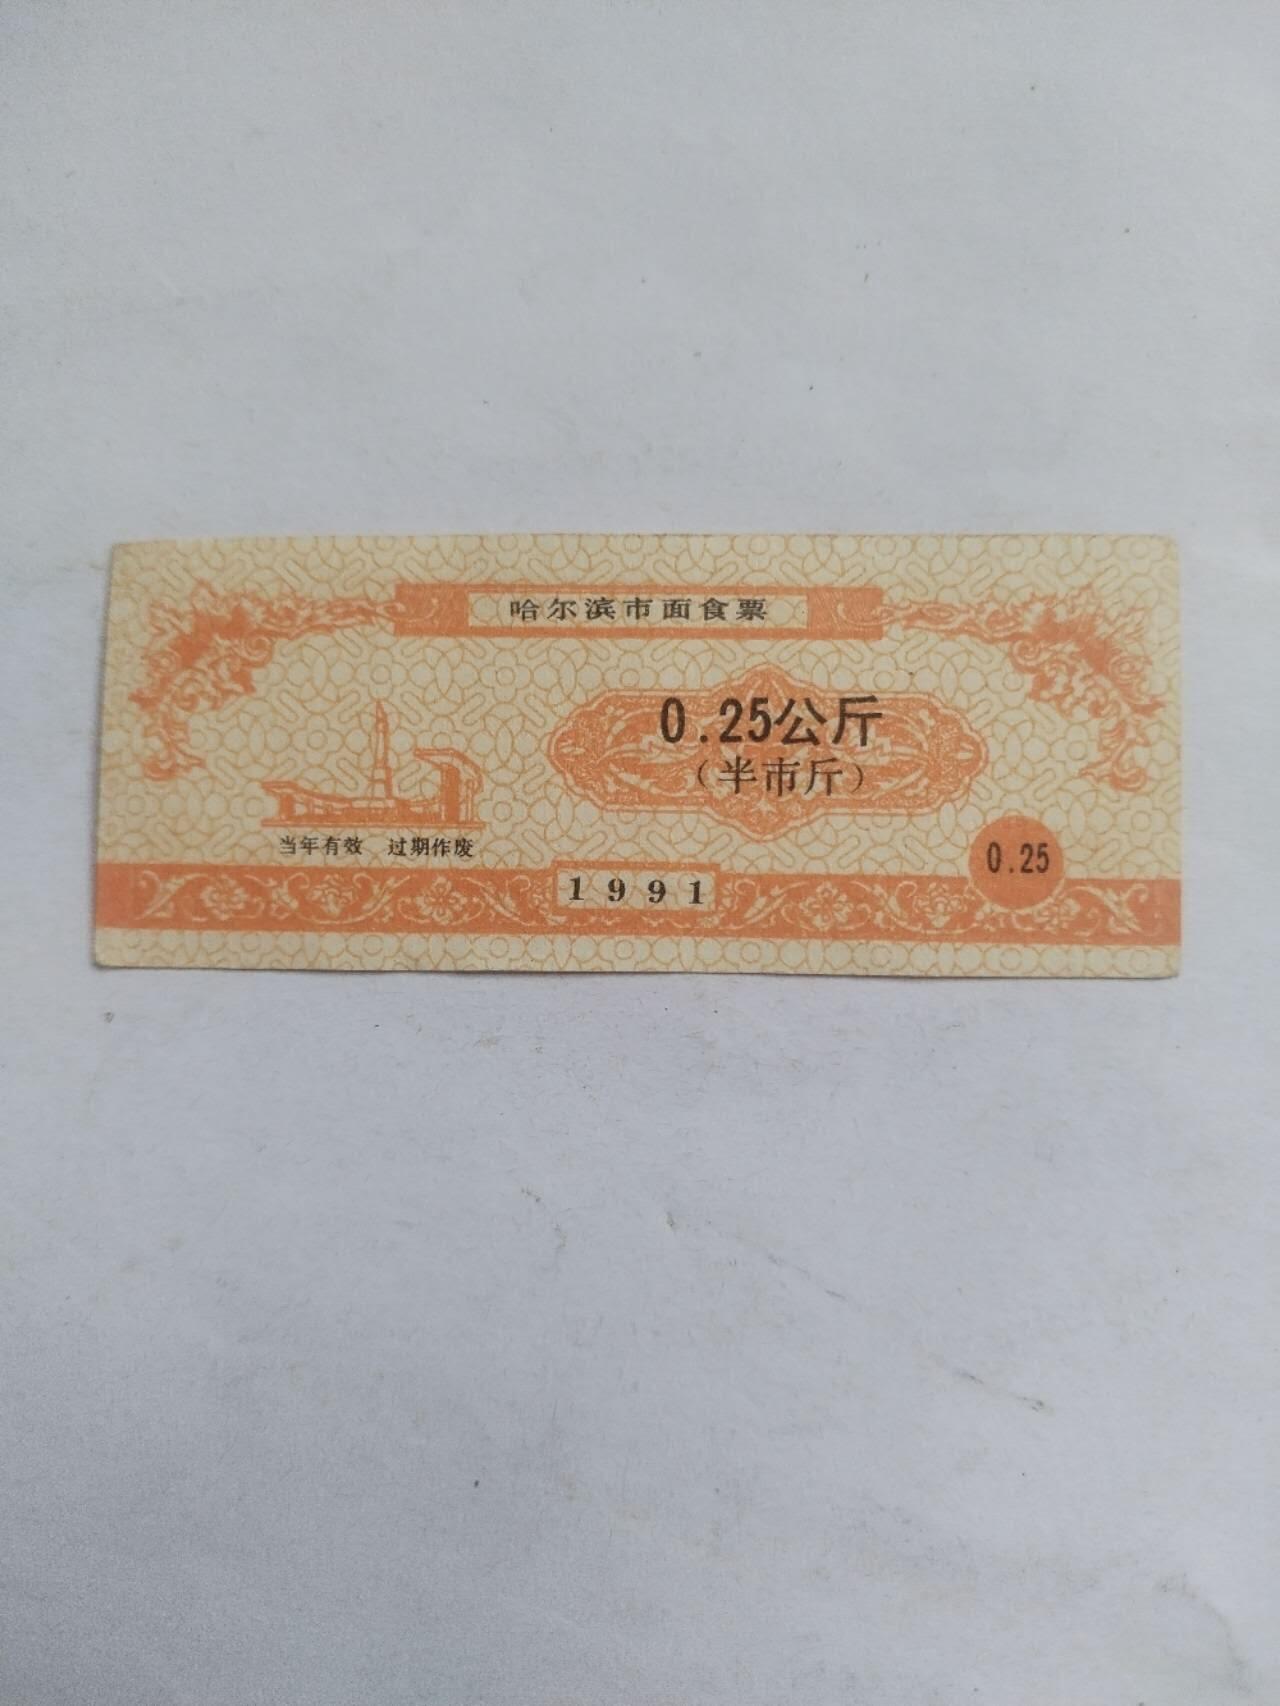 哈尔滨市面食票
0.25公斤
(半市斤)
当年有效 过期作废
0.25
1991